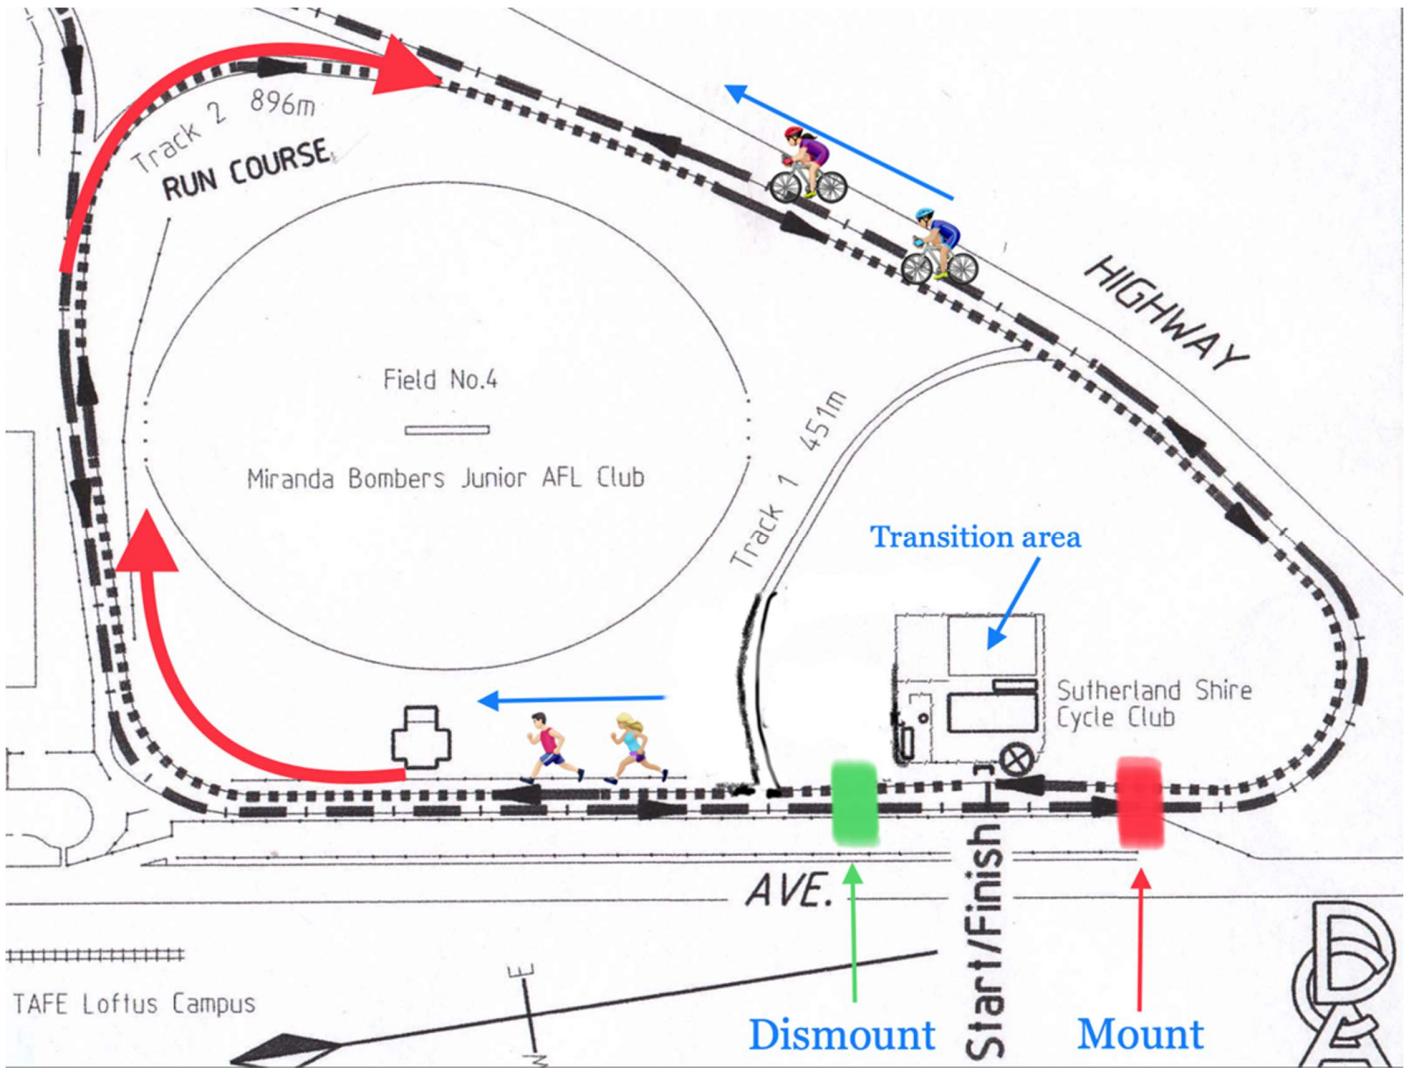 Track 2 896m
RUN COURSE
HIGHWAY
Field No.4
Miranda Bombers Junior AFL Club
Track 1 451m
Transition area
Sutherland Shire
Cycle Club
AVE.
Start/Finish
Dismount
Mount
E
W
TAFE Loftus Campus
DCA